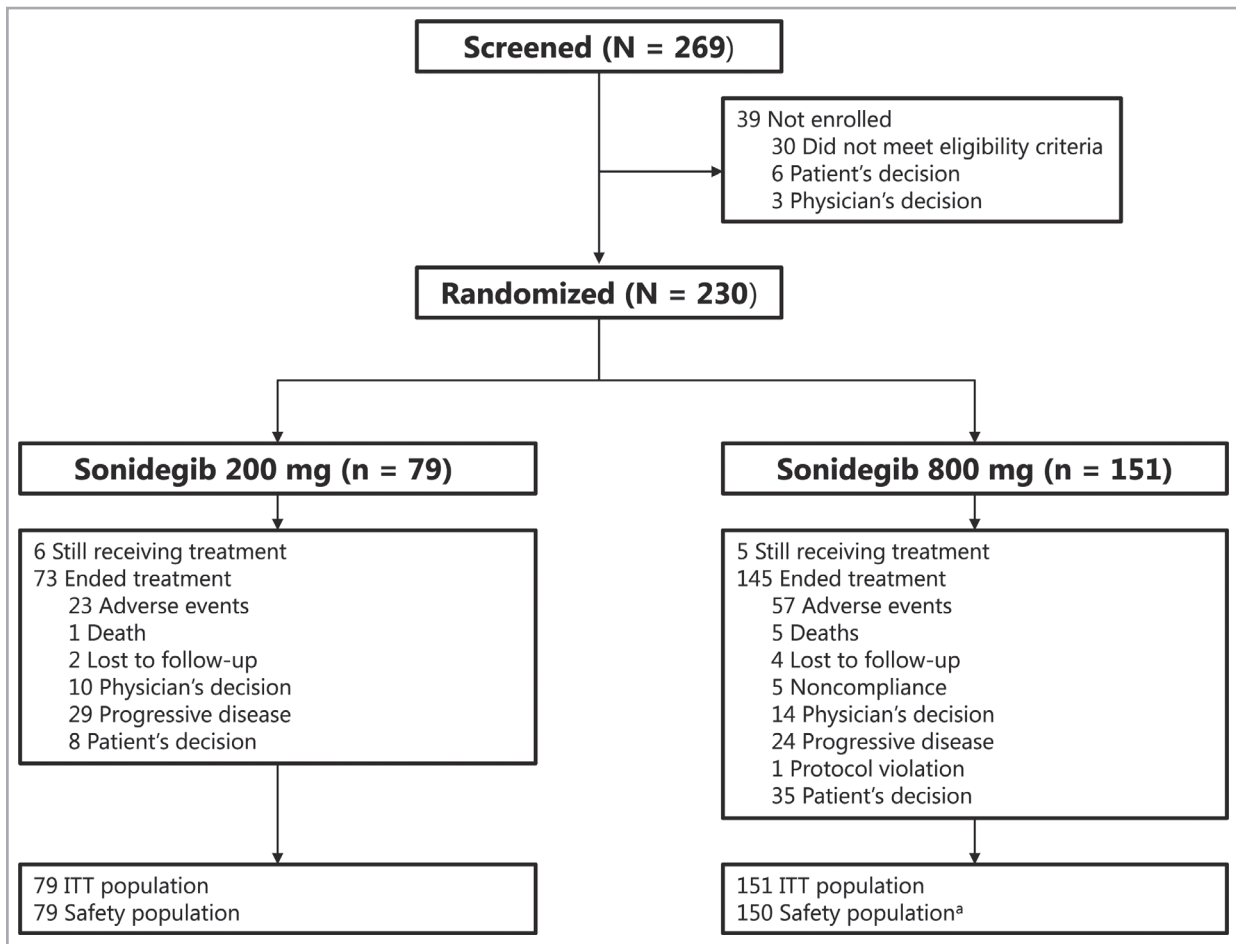 Screened (N = 269)
39 Not enrolled
30 Did not meet eligibility criteria
6 Patient’s decision
3 Physician’s decision
Randomized (N = 230)
Sonidegib 200 mg (n = 79)
6 Still receiving treatment
73 Ended treatment
23 Adverse events
1 Death
2 Lost to follow-up
10 Physician’s decision
29 Progressive disease
8 Patient’s decision
79 ITT population
79 Safety population
Sonidegib 800 mg (n = 151)
5 Still receiving treatment
145 Ended treatment
57 Adverse events
5 Deaths
4 Lost to follow-up
5 Noncompliance
14 Physician’s decision
24 Progressive disease
1 Protocol violation
35 Patient’s decision
151 ITT population
150 Safety populationᵃ